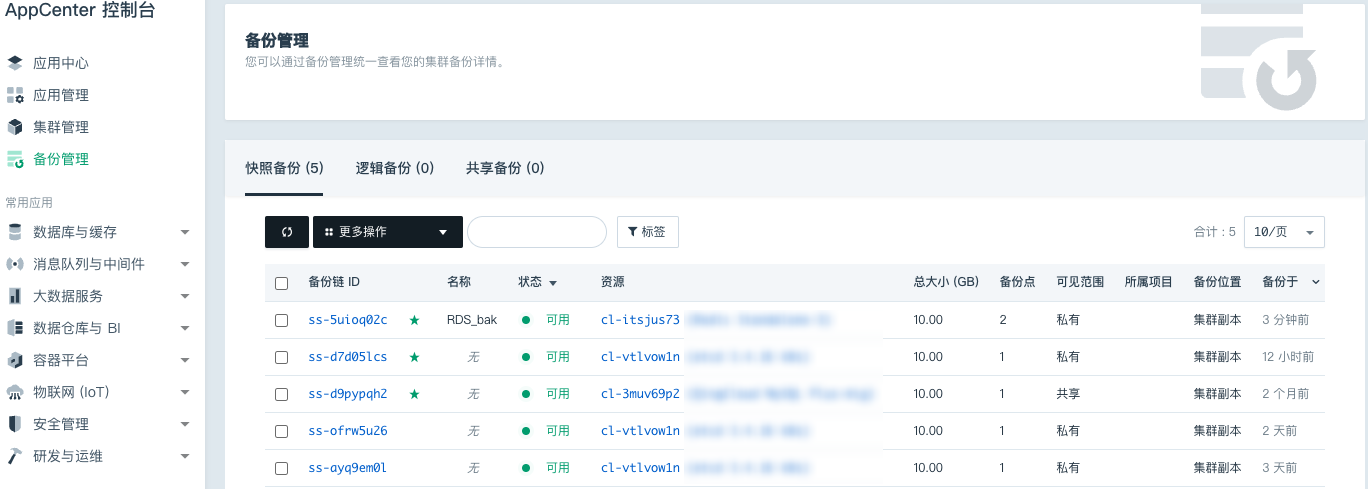 AppCenter 控制台
应用中心
应用管理
集群管理
备份管理
常用应用
数据库与缓存
消息队列与中间件
大数据服务
数据仓库与 BI
容器平台
物联网 (IoT)
安全管理
研发与运维
备份管理
您可以通过备份管理统一查看您的集群备份详情。
快照备份 (5) 逻辑备份 (0) 共享备份 (0)
更多操作 标签 合计 : 5 10/页
备份链 ID 名称 状态 资源 总大小 (GB) 备份点 可见范围 所属项目 备份位置 备份于
ss-5uioq02c ★ RDS_bak 可用 cl-itsjus73 10.00 2 私有 集群副本 3 分钟前
ss-d7d05lcs ★ 无 可用 cl-vtlvow1n 10.00 1 私有 集群副本 12 小时前
ss-d9pypqh2 ★ 无 可用 cl-3muv69p2 10.00 1 共享 集群副本 2 个月前
ss-ofrw5u26 无 可用 cl-vtlvow1n 10.00 1 私有 集群副本 2 天前
ss-ayq9em0l 无 可用 cl-vtlvow1n 10.00 1 私有 集群副本 3 天前